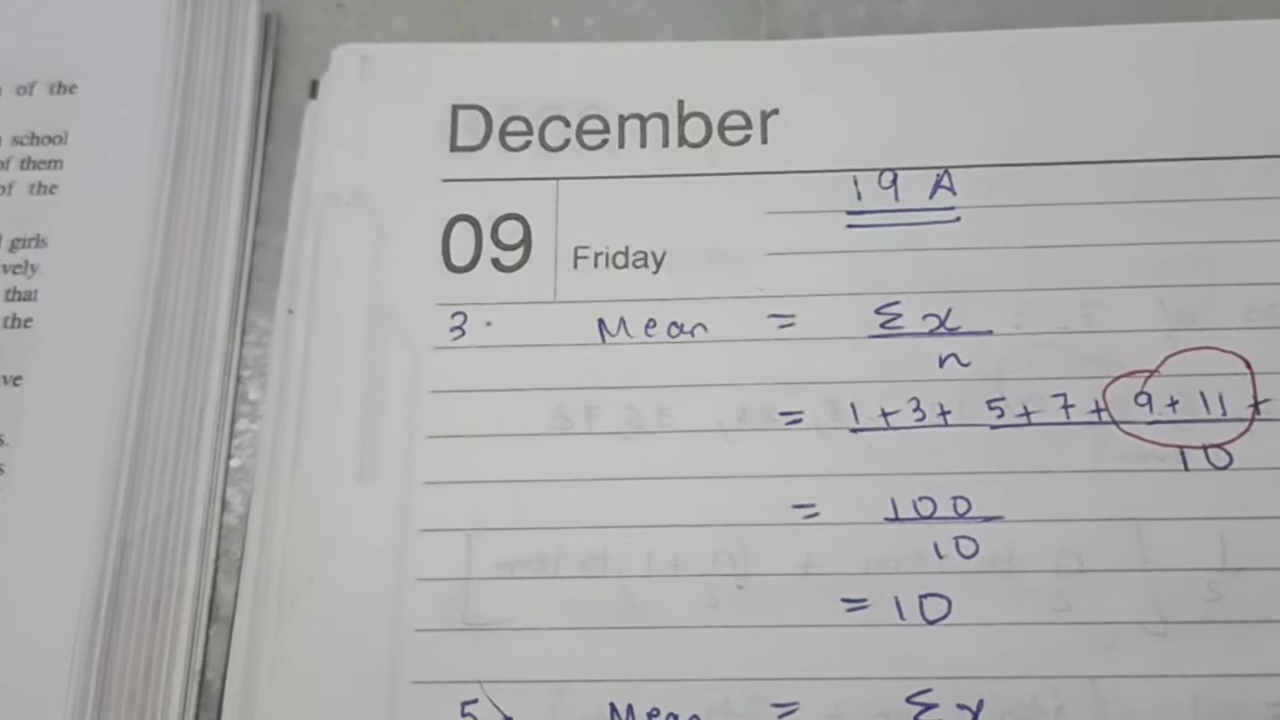 of the
school
of them
of the
girls
vely.
that
the
ve
s.
s
December
19 A
09 Friday
3. Mean = Σx
n
= 1+3+ 5+7+ 9+11 +
10
= 100
10
= 10
5) Mean = Σx